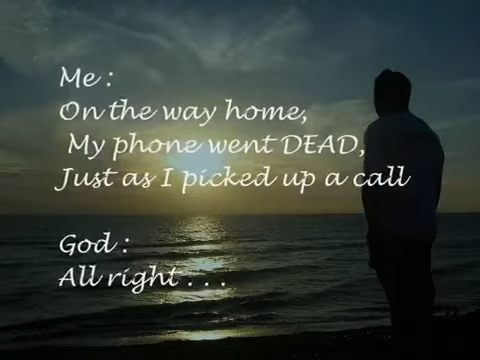 Me :
On the way home,
My phone went DEAD,
Just as I picked up a call
God :
All right . . .